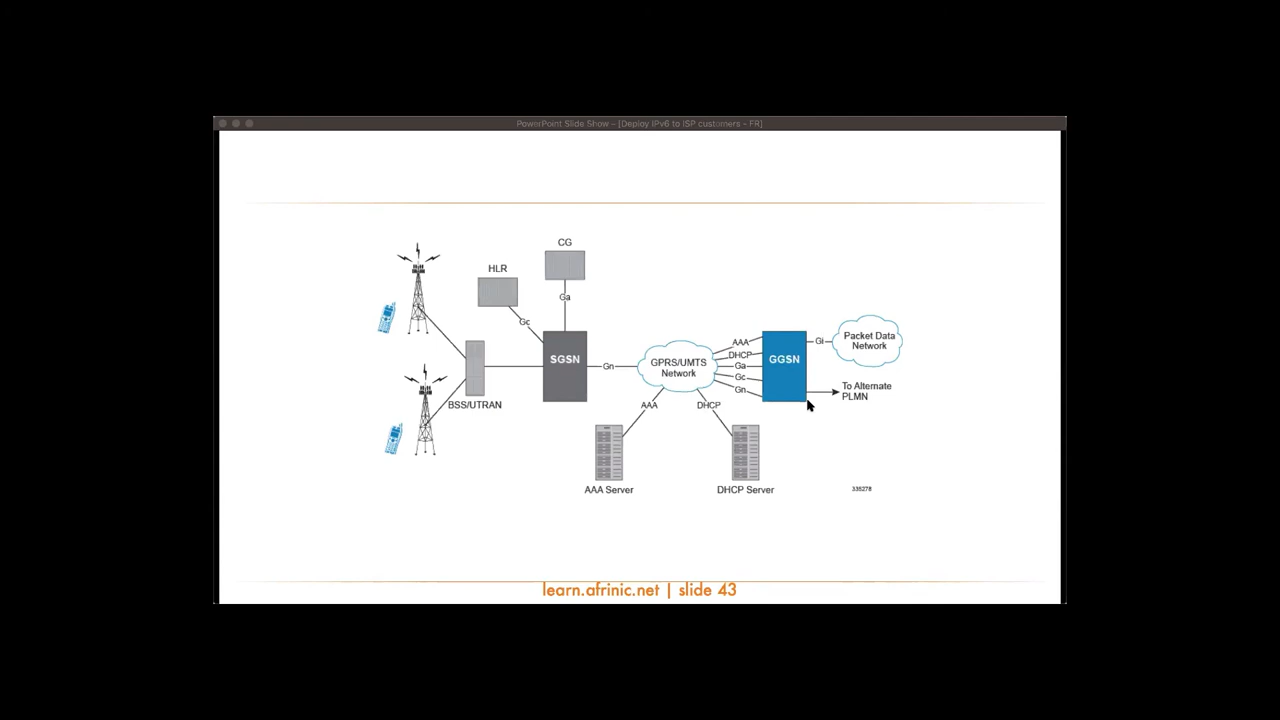 PowerPoint Slide Show - [Deploy IPv6 to ISP customers - FR]
CG
HLR
Ga
Gc
SGSN
Gn
BSS/UTRAN
GPRS/UMTS
Network
AAA
DHCP
Ga
Gc
Gn
GGSN
Gi
Packet Data
Network
To Alternate
PLMN
AAA
DHCP
AAA Server
DHCP Server
335278
learn.afrinic.net | slide 43